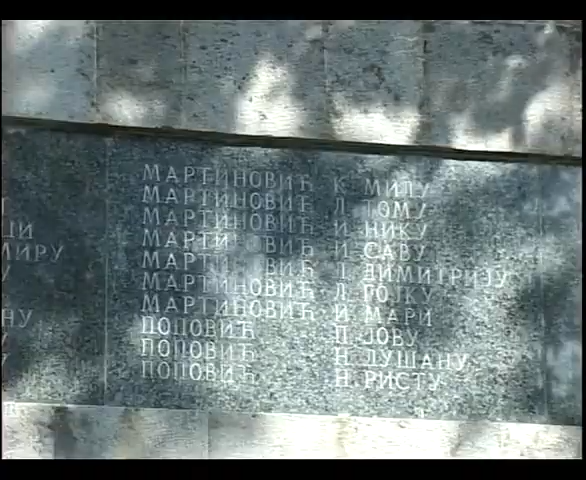 МАРТИНОВИЋ К. МИЛУ
МАРТИНОВИЋ Л. ТОМУ
МАРТИНОВИЋ И. НИКУ
МАРТИНОВИЋ И. САВУ
МАРТИНОВИЋ ДИМИТРИЈУ
МАРТИНОВИЋ Л. ГОЈКУ
МАРТИНОВИЋ И. МАРИ
ПОПОВИЋ П. ЈОВУ
ПОПОВИЋ Н. ДУШАНУ
ПОПОВИЋ Н. РИСТУ